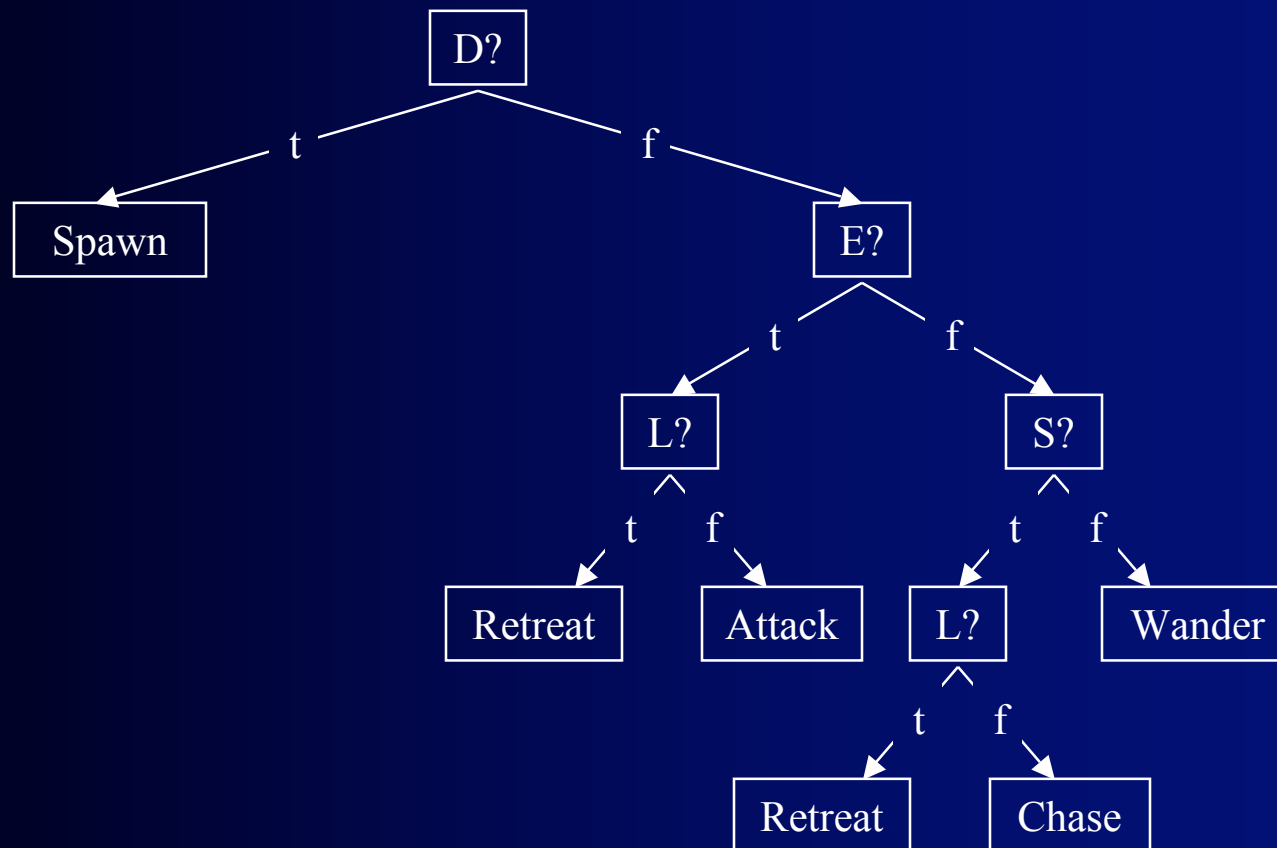 D?
t f
Spawn E?
t f
L? S?
t f t f
Retreat Attack L? Wander
t f
Retreat Chase